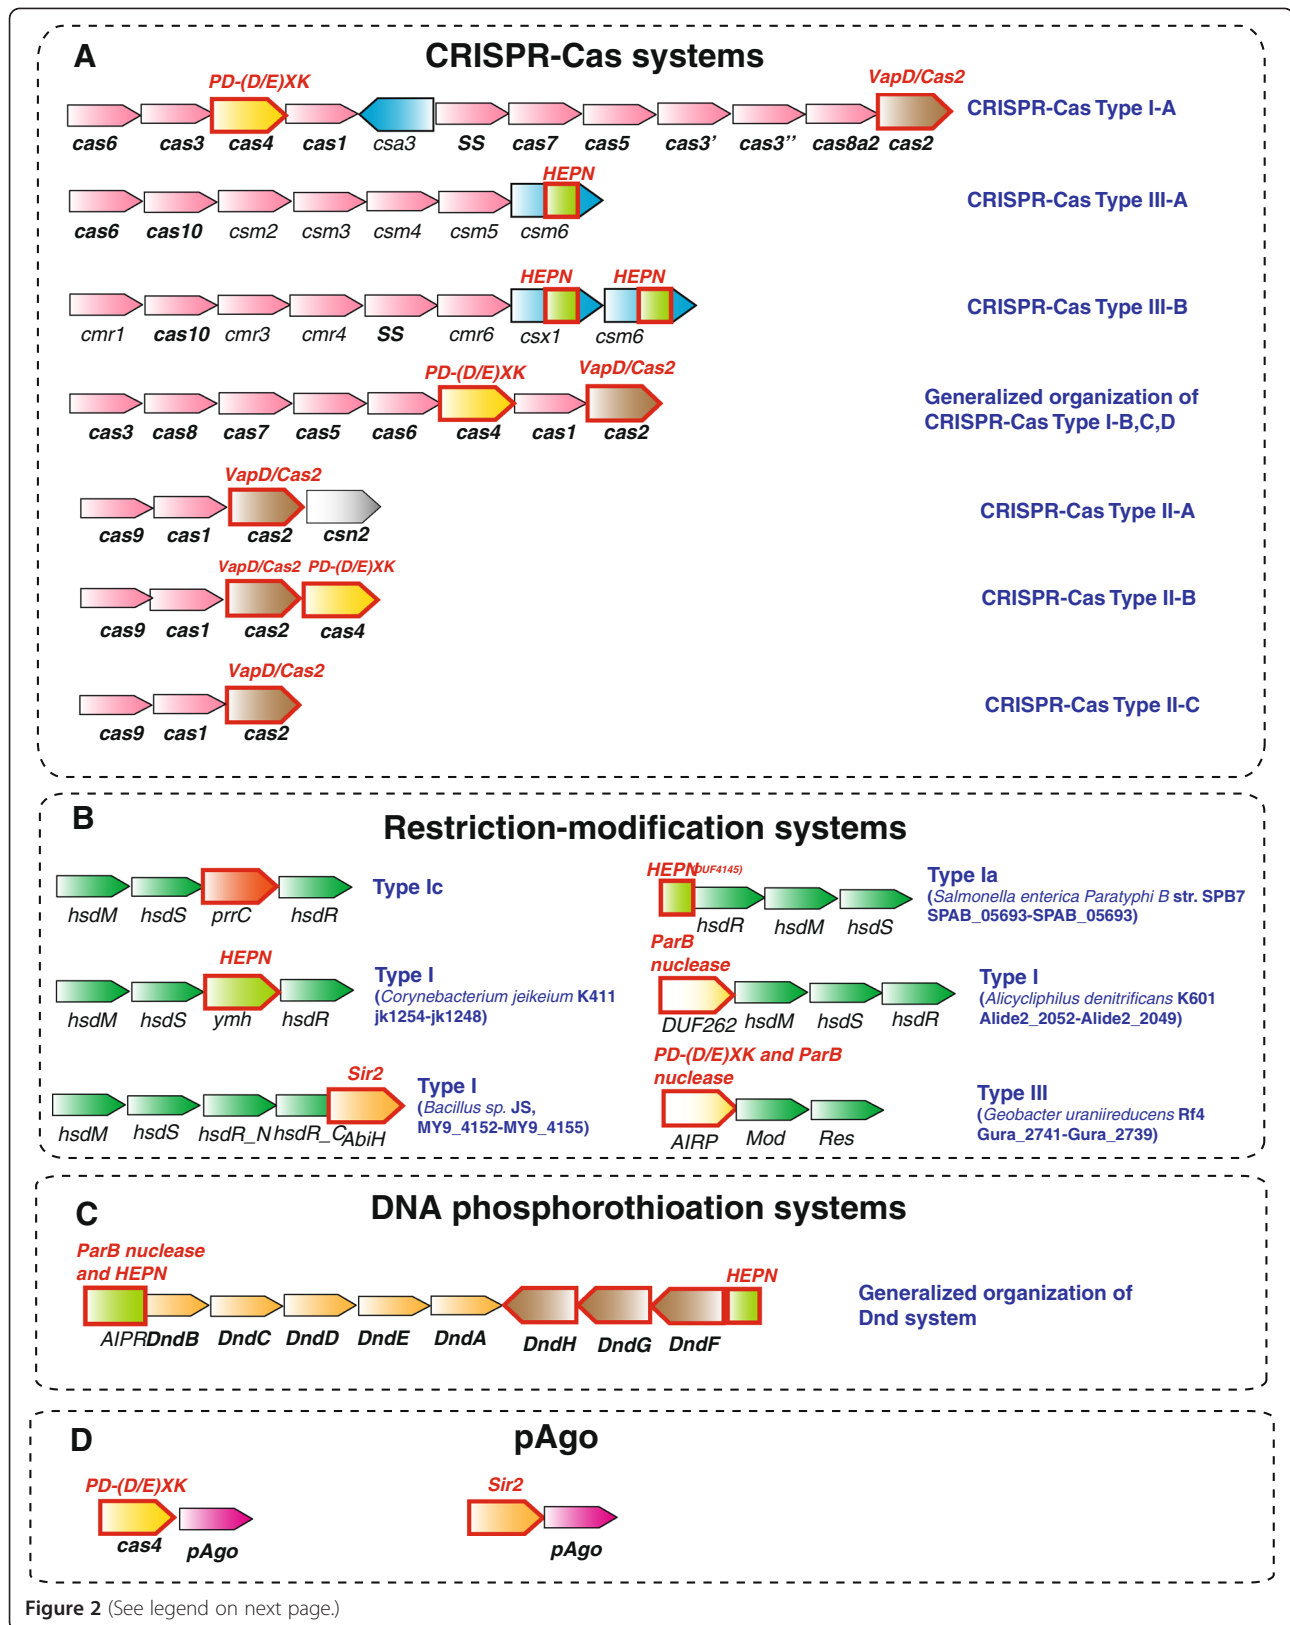 A
CRISPR-Cas systems
PD-(D/E)XK
VapD/Cas2
cas6 cas3 cas4 cas1 csa3 SS cas7 cas5 cas3' cas3'' cas8a2 cas2
CRISPR-Cas Type I-A
HEPN
cas6 cas10 csm2 csm3 csm4 csm5 csm6
CRISPR-Cas Type III-A
HEPN HEPN
cmr1 cas10 cmr3 cmr4 SS cmr6 csx1 csm6
CRISPR-Cas Type III-B
PD-(D/E)XK VapD/Cas2
cas3 cas8 cas7 cas5 cas6 cas4 cas1 cas2
Generalized organization of
CRISPR-Cas Type I-B,C,D
VapD/Cas2
cas9 cas1 cas2 csn2
CRISPR-Cas Type II-A
VapD/Cas2 PD-(D/E)XK
cas9 cas1 cas2 cas4
CRISPR-Cas Type II-B
VapD/Cas2
cas9 cas1 cas2
CRISPR-Cas Type II-C
B
Restriction-modification systems
hsdM hsdS prrC hsdR
Type Ic
HEPN
hsdM hsdS ymh hsdR
Type I
(Corynebacterium jeikeium K411
jk1254-jk1248)
Sir2
hsdM hsdS hsdR_N hsdR_C AbiH
Type I
(Bacillus sp. JS,
MY9_4152-MY9_4155)
HEPN(DUF4145)
hsdR hsdM hsdS
Type Ia
(Salmonella enterica Paratyphi B str. SPB7
SPAB_05693-SPAB_05693)
ParB
nuclease
DUF262 hsdM hsdS hsdR
Type I
(Alicycliphilus denitrificans K601
Alide2_2052-Alide2_2049)
PD-(D/E)XK and ParB
nuclease
AIRP Mod Res
Type III
(Geobacter uraniireducens Rf4
Gura_2741-Gura_2739)
C
DNA phosphorothioation systems
ParB nuclease
and HEPN
HEPN
AIPR DndB DndC DndD DndE DndA DndH DndG DndF
Generalized organization of
Dnd system
D
pAgo
PD-(D/E)XK
cas4 pAgo
Sir2
pAgo
Figure 2 (See legend on next page.)